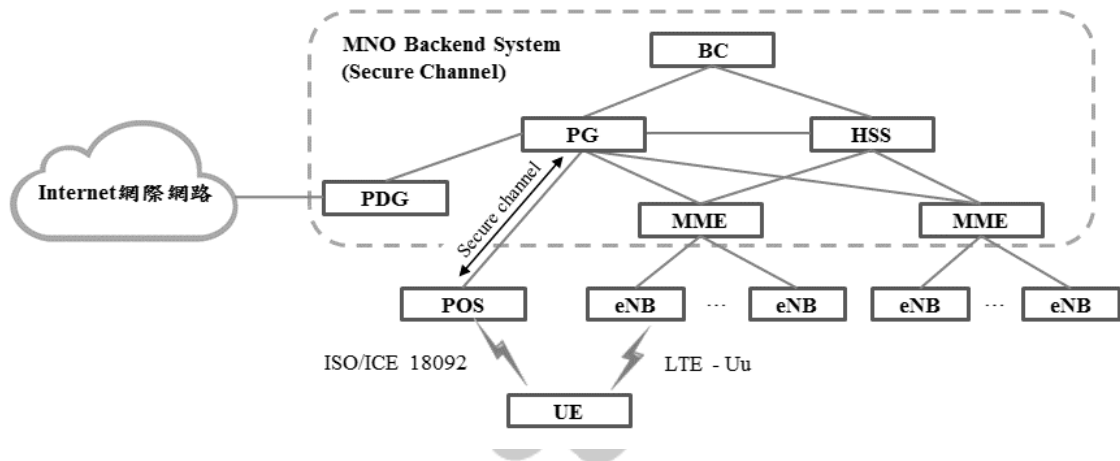 MNO Backend System
(Secure Channel)
BC
PG
HSS
Internet網際網路
PDG
Secure channel
MME
MME
POS
eNB
...
eNB
eNB
...
eNB
ISO/ICE 18092
LTE - Uu
UE